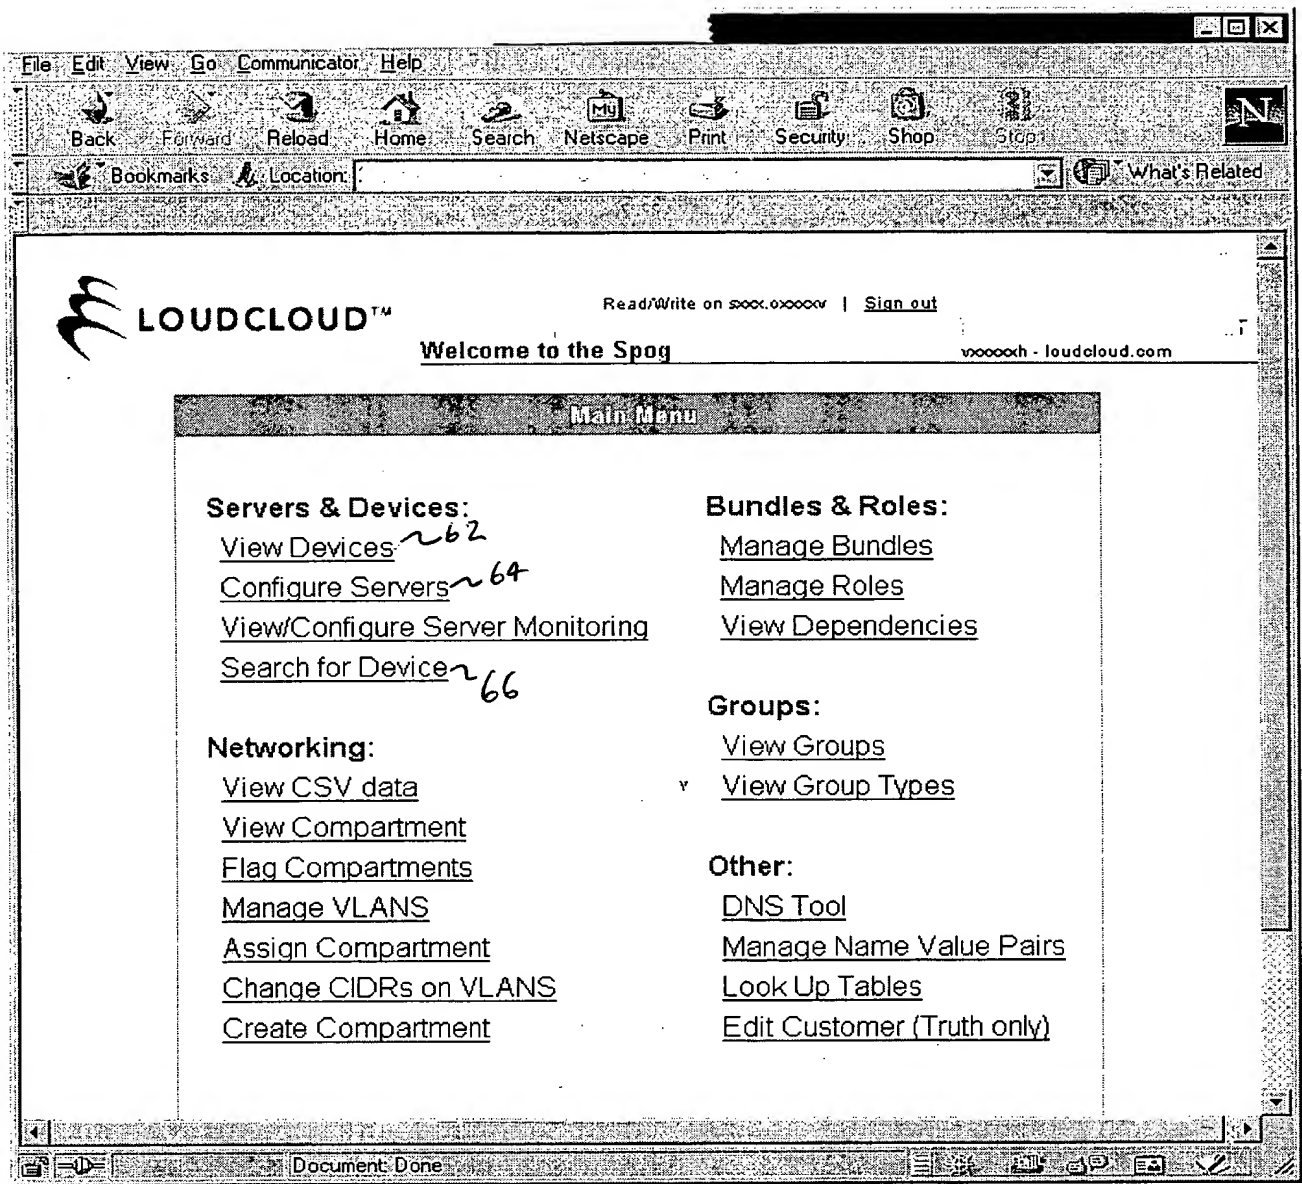 File Edit View Go Communicator Help
Back Forward Reload Home Search Netscape Print Security Shop Stop
My
N
Bookmarks Location: What's Related
LOUDCLOUD™
Read/Write on sxxx.oxxxxv | Sign out
Welcome to the Spog
vxxxxxh - loudcloud.com
Main Menu
Servers & Devices:
View Devices 62
Configure Servers 64
View/Configure Server Monitoring
Search for Device 66
Networking:
View CSV data
View Compartment
Flag Compartments
Manage VLANS
Assign Compartment
Change CIDRs on VLANS
Create Compartment
Bundles & Roles:
Manage Bundles
Manage Roles
View Dependencies
Groups:
View Groups
View Group Types
Other:
DNS Tool
Manage Name Value Pairs
Look Up Tables
Edit Customer (Truth only)
Document: Done